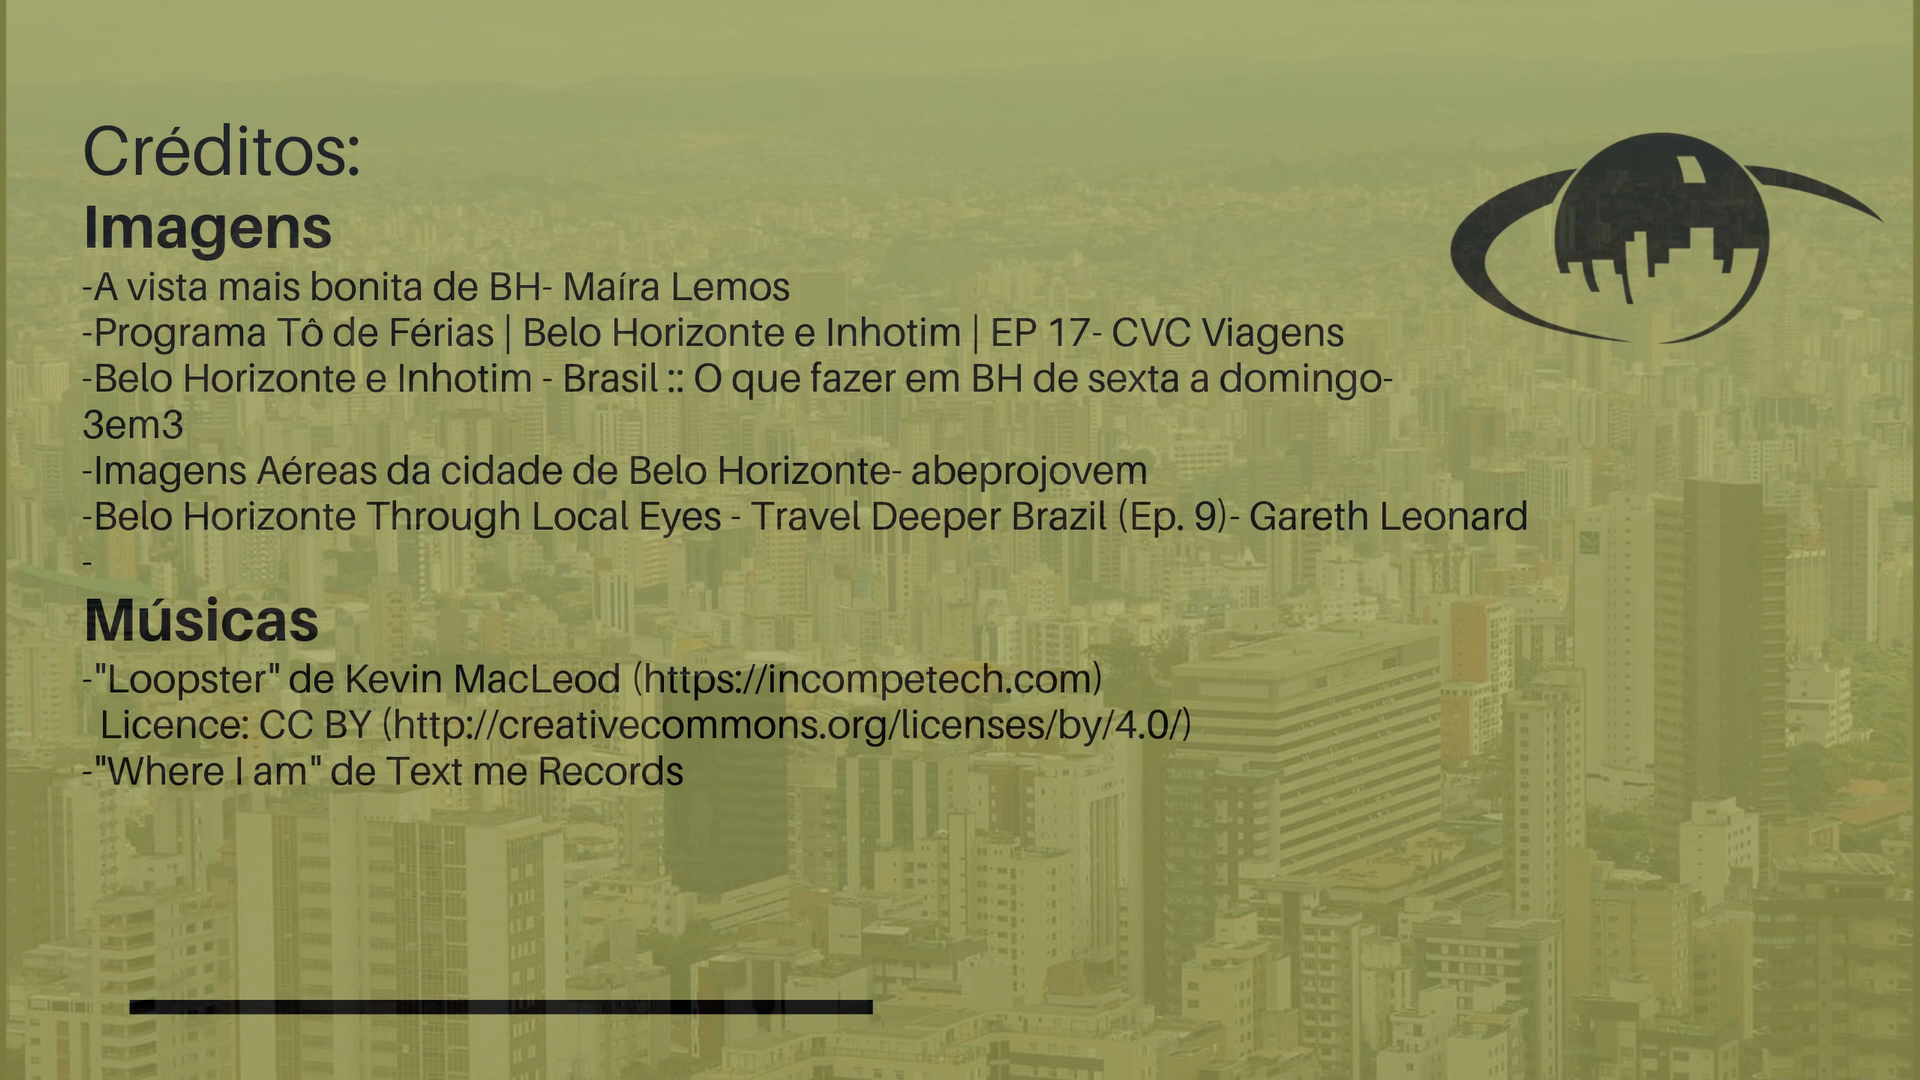 Créditos:
Imagens
-A vista mais bonita de BH- Maíra Lemos
-Programa Tô de Férias | Belo Horizonte e Inhotim | EP 17- CVC Viagens
-Belo Horizonte e Inhotim - Brasil :: O que fazer em BH de sexta a domingo-
3em3
-Imagens Aéreas da cidade de Belo Horizonte- abeprojovem
-Belo Horizonte Through Local Eyes - Travel Deeper Brazil (Ep. 9)- Gareth Leonard
-
Músicas
-"Loopster" de Kevin MacLeod (https://incompetech.com)
Licence: CC BY (http://creativecommons.org/licenses/by/4.0/)
-"Where I am" de Text me Records